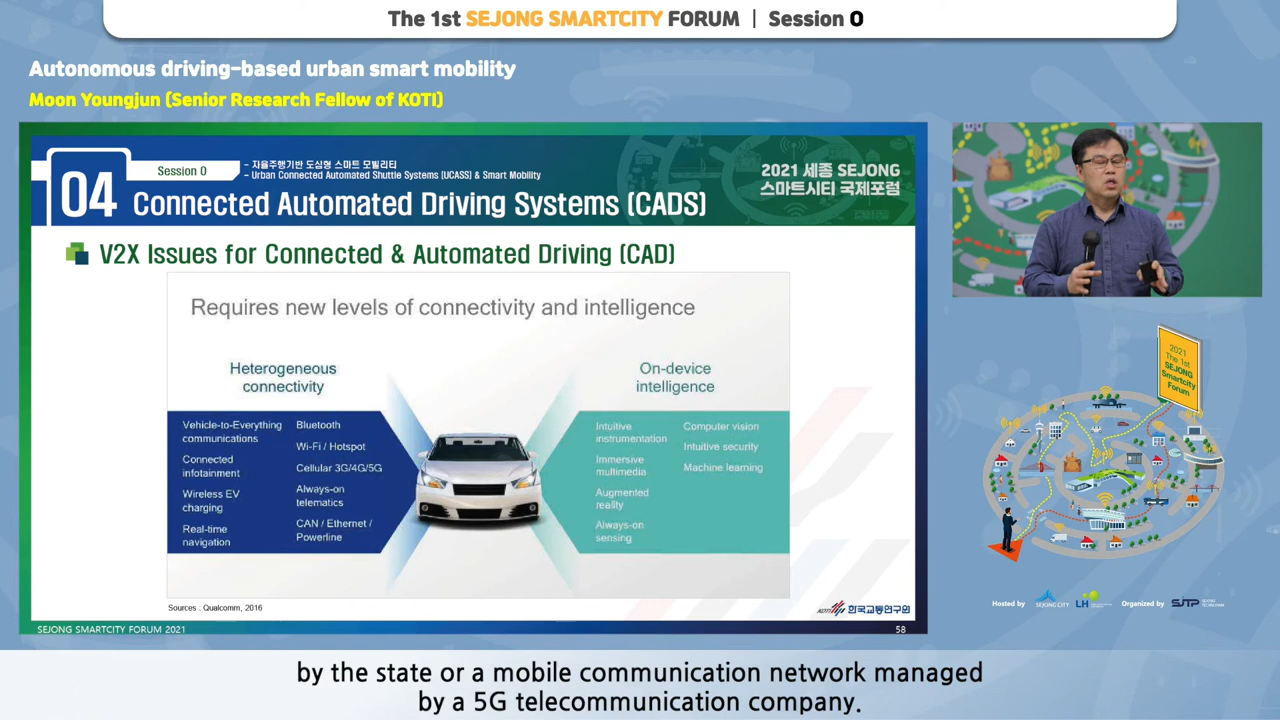 The 1st SEJONG SMARTCITY FORUM | Session 0
Autonomous driving-based urban smart mobility
Moon Youngjun (Senior Research Fellow of KOTI)
04
Session 0
- 자율주행기반 도심형 스마트 모빌리티
- Urban Connected Automated Shuttle Systems (UCASS) & Smart Mobility
Connected Automated Driving Systems (CADS)
2021 세종 SEJONG
스마트시티 국제포럼
V2X Issues for Connected & Automated Driving (CAD)
Requires new levels of connectivity and intelligence
Heterogeneous
connectivity
Vehicle-to-Everything
communications
Connected
infotainment
Wireless EV
charging
Real-time
navigation
Bluetooth
Wi-Fi / Hotspot
Cellular 3G/4G/5G
Always-on
telematics
CAN / Ethernet /
Powerline
On-device
intelligence
Intuitive
instrumentation
Immersive
multimedia
Augmented
reality
Always-on
sensing
Computer vision
Intuitive security
Machine learning
Sources : Qualcomm, 2016
KOTI 한국교통연구원
SEJONG SMARTCITY FORUM 2021
58
2021
The 1st
SEJONG
Smartcity
Forum
Hosted by
SEJONG CITY
LH
Organized by
SJTP
by the state or a mobile communication network managed
by a 5G telecommunication company.